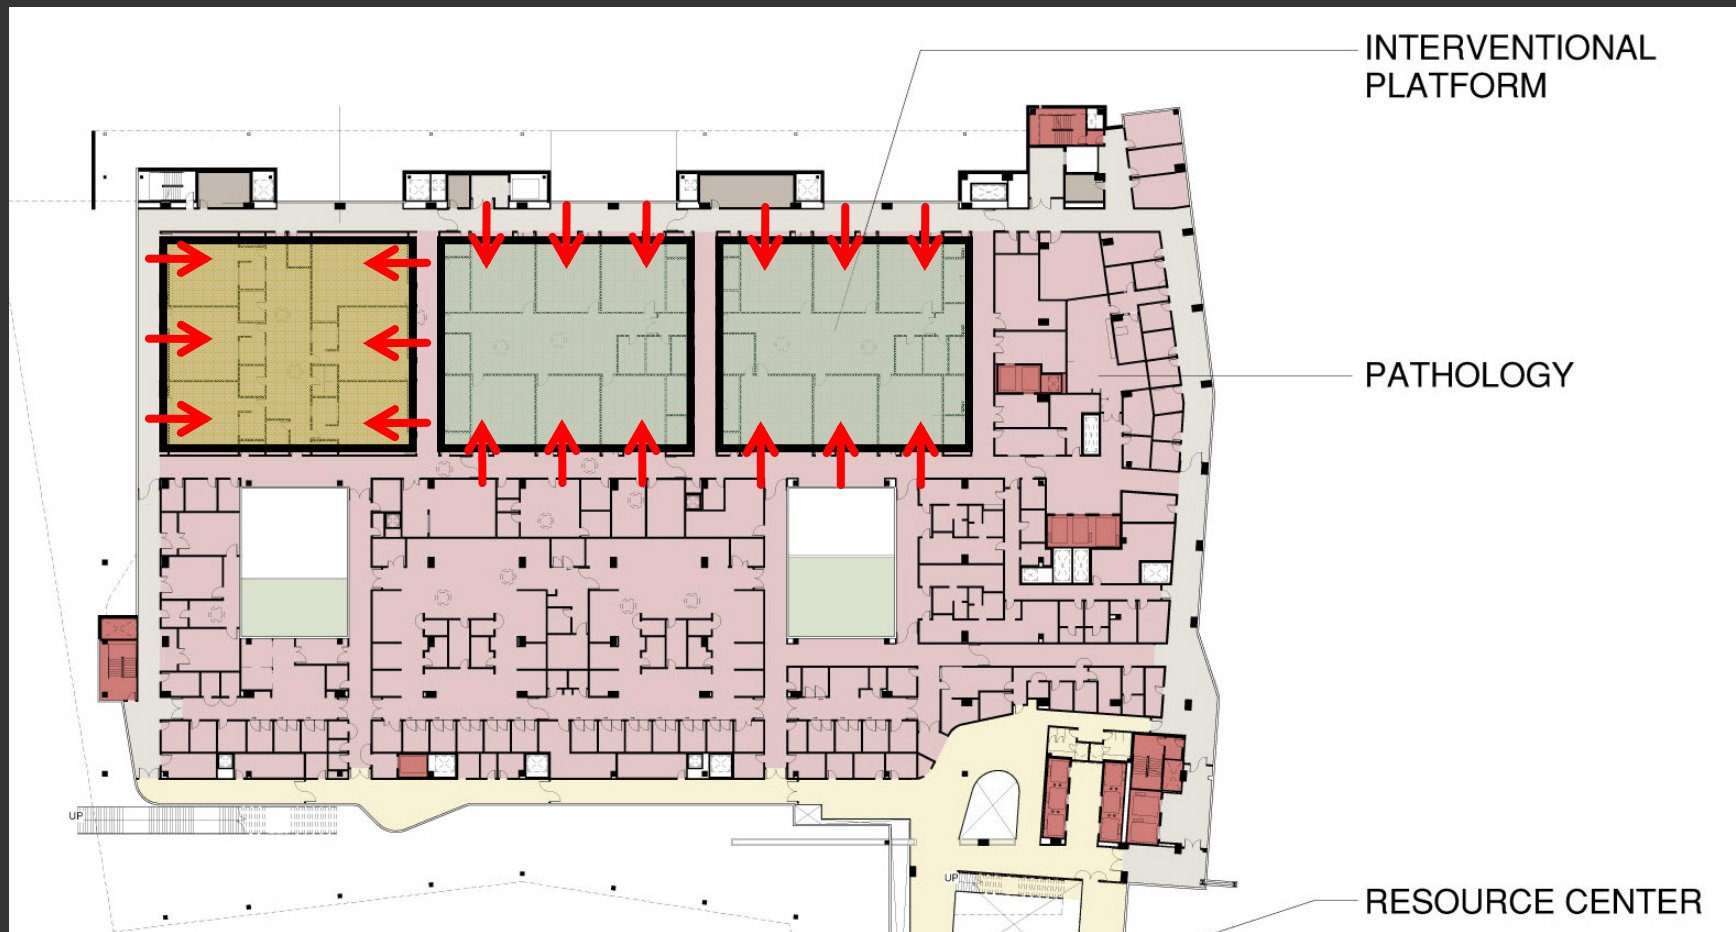 INTERVENTIONAL
PLATFORM
PATHOLOGY
UP
UP
RESOURCE CENTER